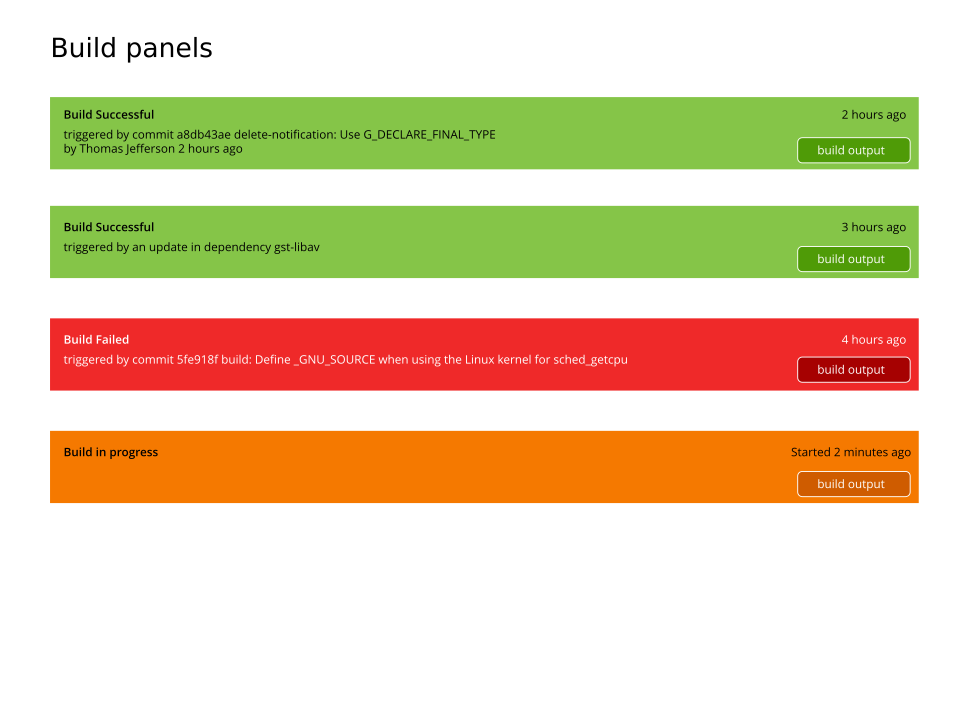 Build panels
Build Successful
2 hours ago
triggered by commit a8db43ae delete-notification: Use G_DECLARE_FINAL_TYPE
by Thomas Jefferson 2 hours ago
build output
Build Successful
3 hours ago
triggered by an update in dependency gst-libav
build output
Build Failed
4 hours ago
triggered by commit 5fe918f build: Define _GNU_SOURCE when using the Linux kernel for sched_getcpu
build output
Build in progress
Started 2 minutes ago
build output